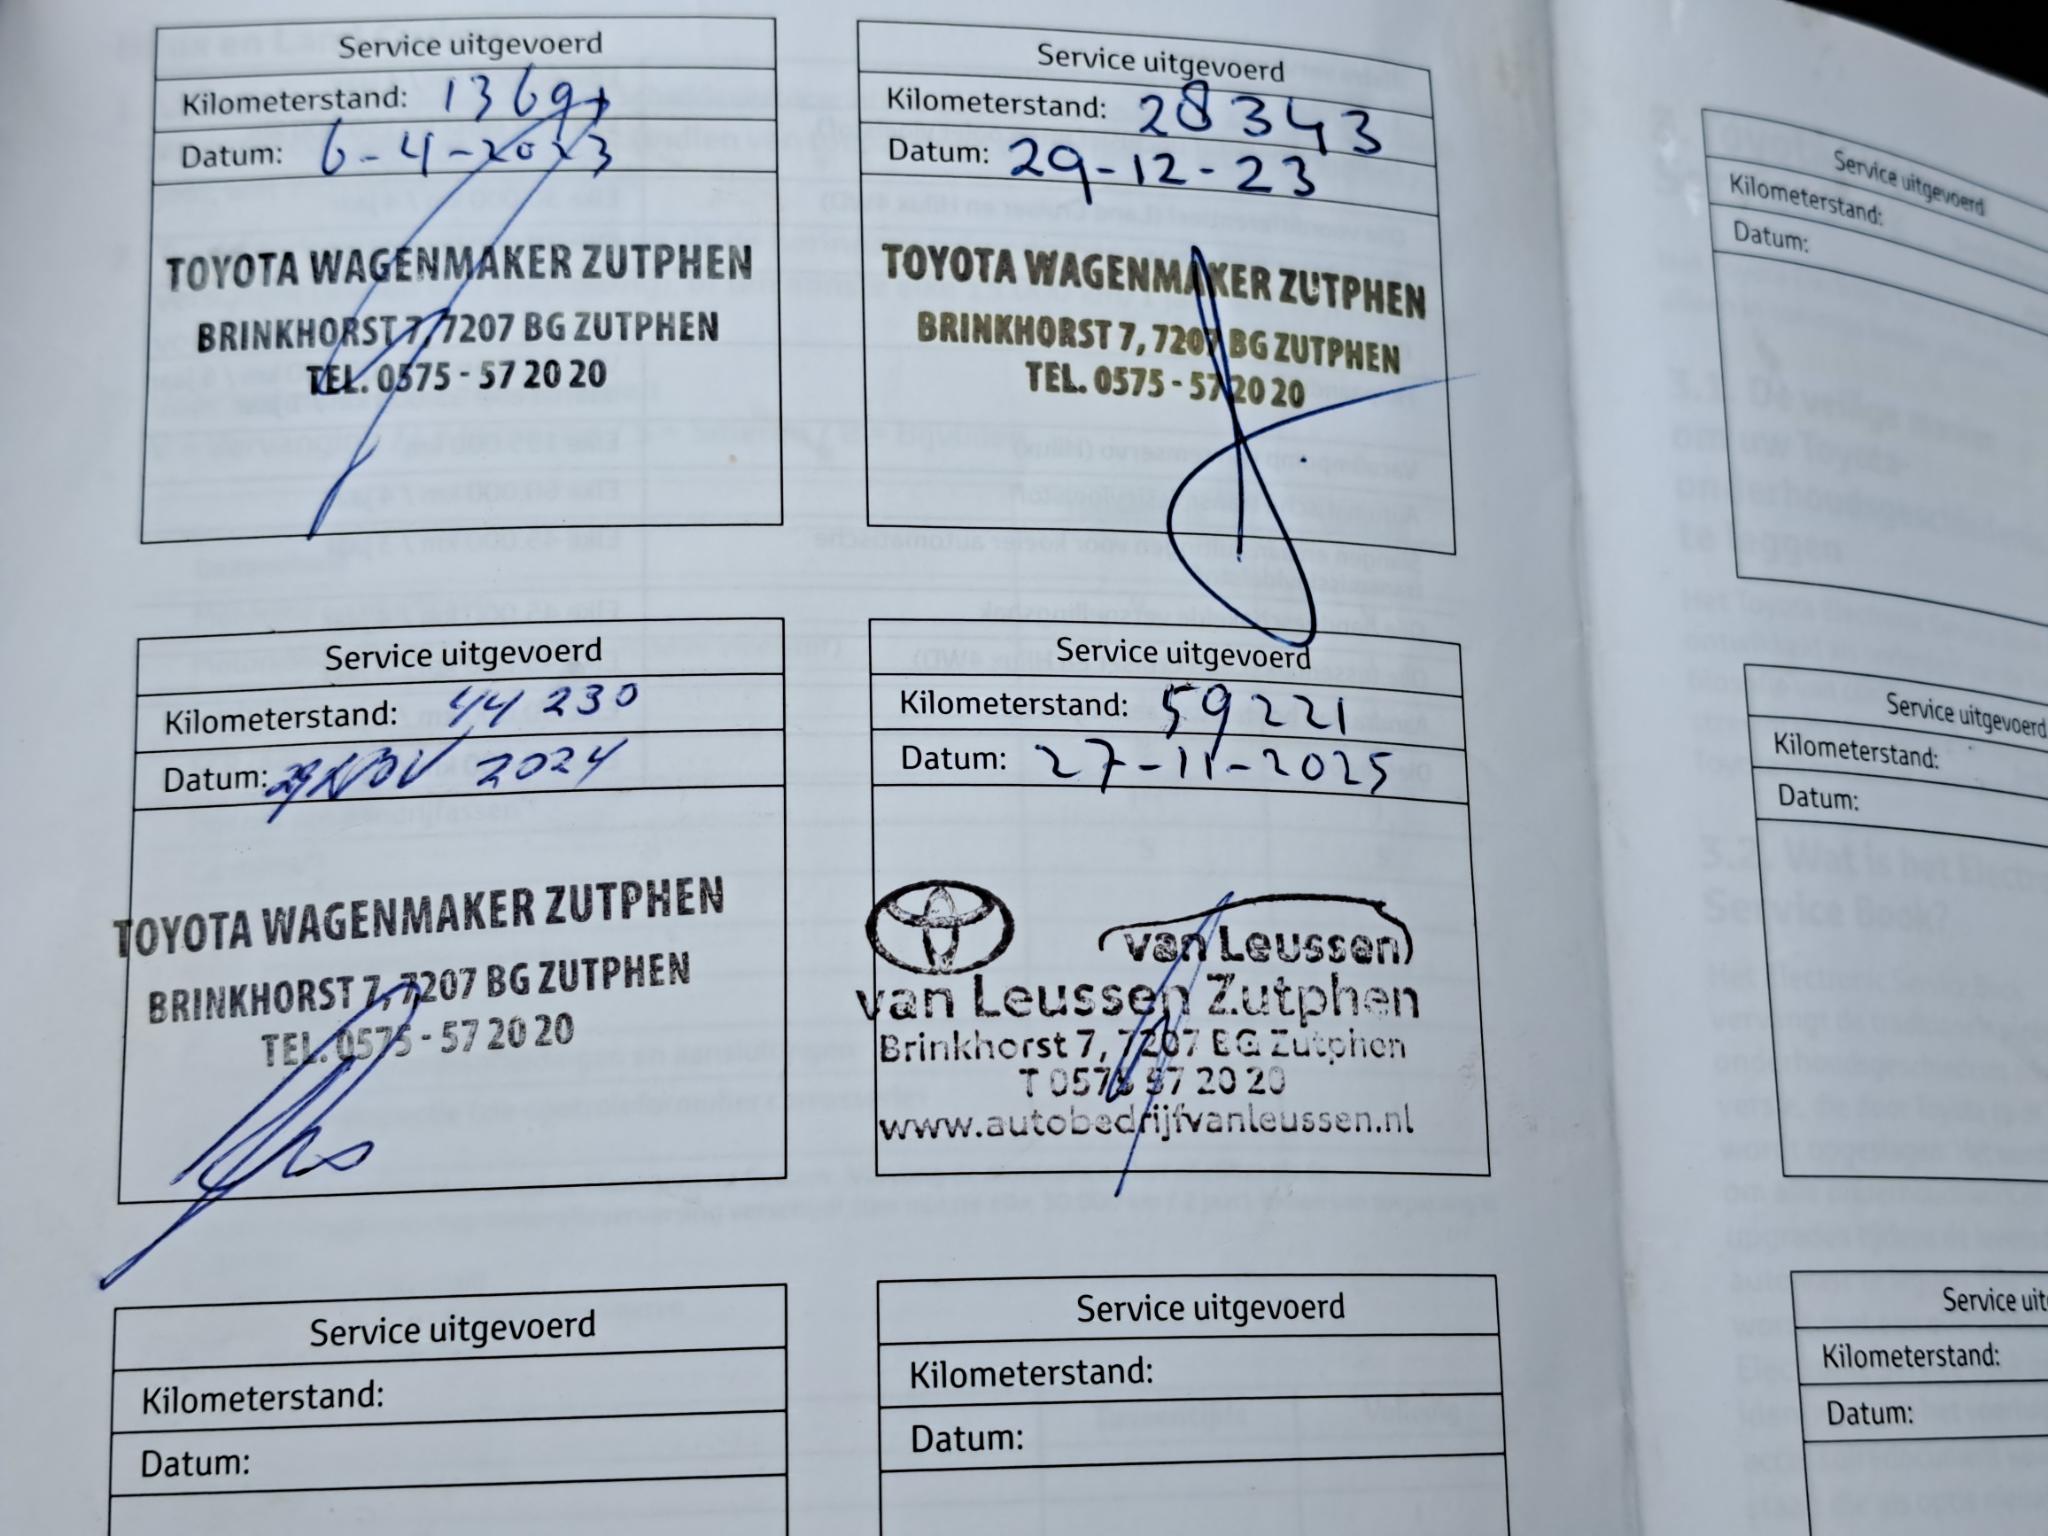 Service uitgevoerd
Kilometerstand:
Datum: 6-4-2023
TOYOTA WAGENMAKER ZUTPHEN
BRINKHORST 7, 7207 BG ZUTPHEN
TEL. 0575 - 57 20 20
Service uitgevoerd
Kilometerstand: 28343
Datum: 29-12-23
TOYOTA WAGENMAKER ZUTPHEN
BRINKHORST 7, 7207 BG ZUTPHEN
TEL. 0575 - 57 20 20
Service uitgevoerd
Kilometerstand: 44 230
Datum: 29 NOV 2024
TOYOTA WAGENMAKER ZUTPHEN
BRINKHORST 7, 7207 BG ZUTPHEN
TEL. 0575 - 57 20 20
Service uitgevoerd
Kilometerstand: 59221
Datum: 27-11-2025
van Leussen
van Leussen Zutphen
Brinkhorst 7, 7207 BG Zutphen
T 0575 57 20 20
www.autobedrijfvanleussen.nl
Service uitgevoerd
Kilometerstand:
Datum:
Service uitgevoerd
Kilometerstand:
Datum:
Service uitgevoerd
Kilometerstand:
Datum:
Service uitgevoerd
Kilometerstand:
Datum:
Service uit
Kilometerstand:
Datum: